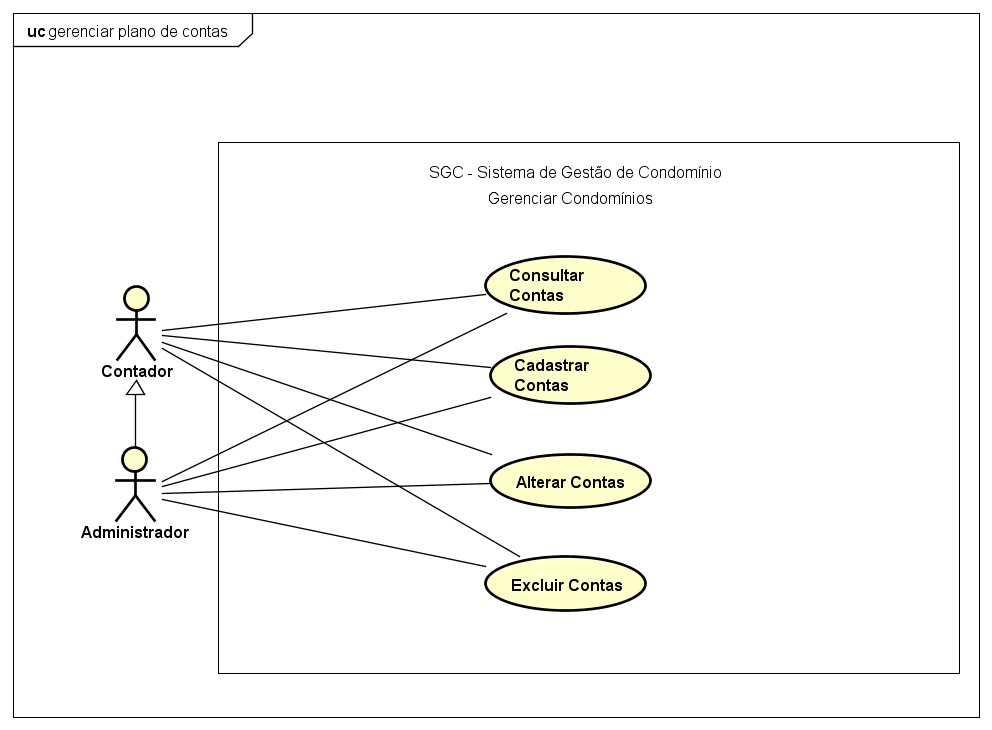 uc gerenciar plano de contas
SGC - Sistema de Gestão de Condomínio
Gerenciar Condomínios
Consultar
Contas
Contador
Cadastrar
Contas
Alterar Contas
Administrador
Excluir Contas